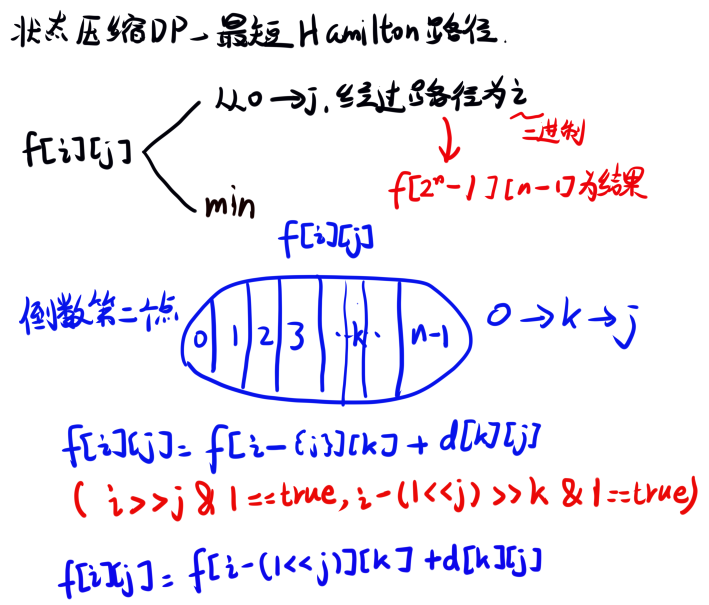 状态压缩DP—最短Hamilton路径.
从0→j,经过路径为i
二进制
f[i][j]
f[2ⁿ-1][n-1]为结果
min
f[i][j]
倒数第二个点
0 1 2 3 ··k· n-1
0→k→j
f[i][j]= f[i-{j}][k]+d[k][j]
( i>>j & 1==true, i-(1<<j) >>k & 1==true)
f[i][j]= f[i-(1<<j)][k] +d[k][j]